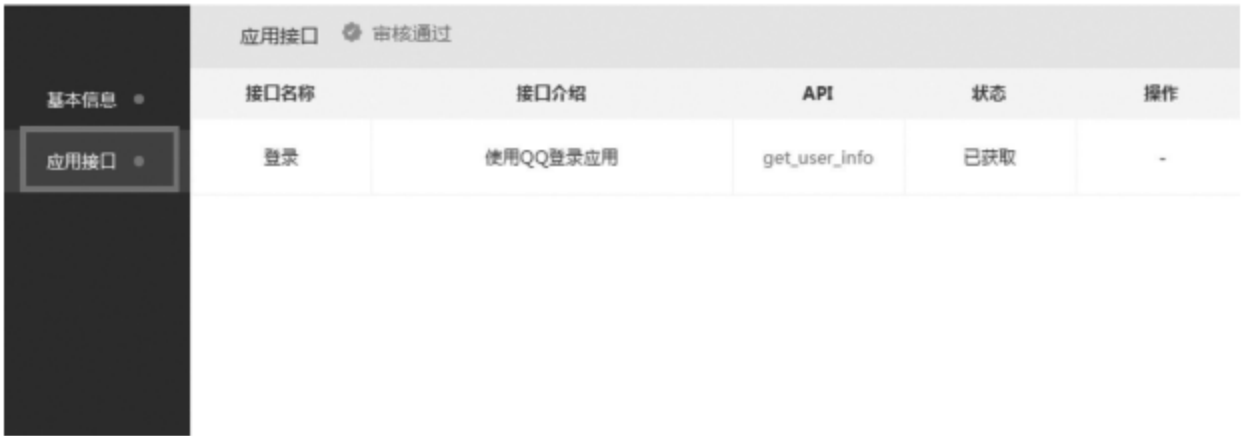 应用接口 审核通过
基本信息
应用接口
接口名称 接口介绍 API 状态 操作
登录 使用QQ登录应用 get_user_info 已获取 -